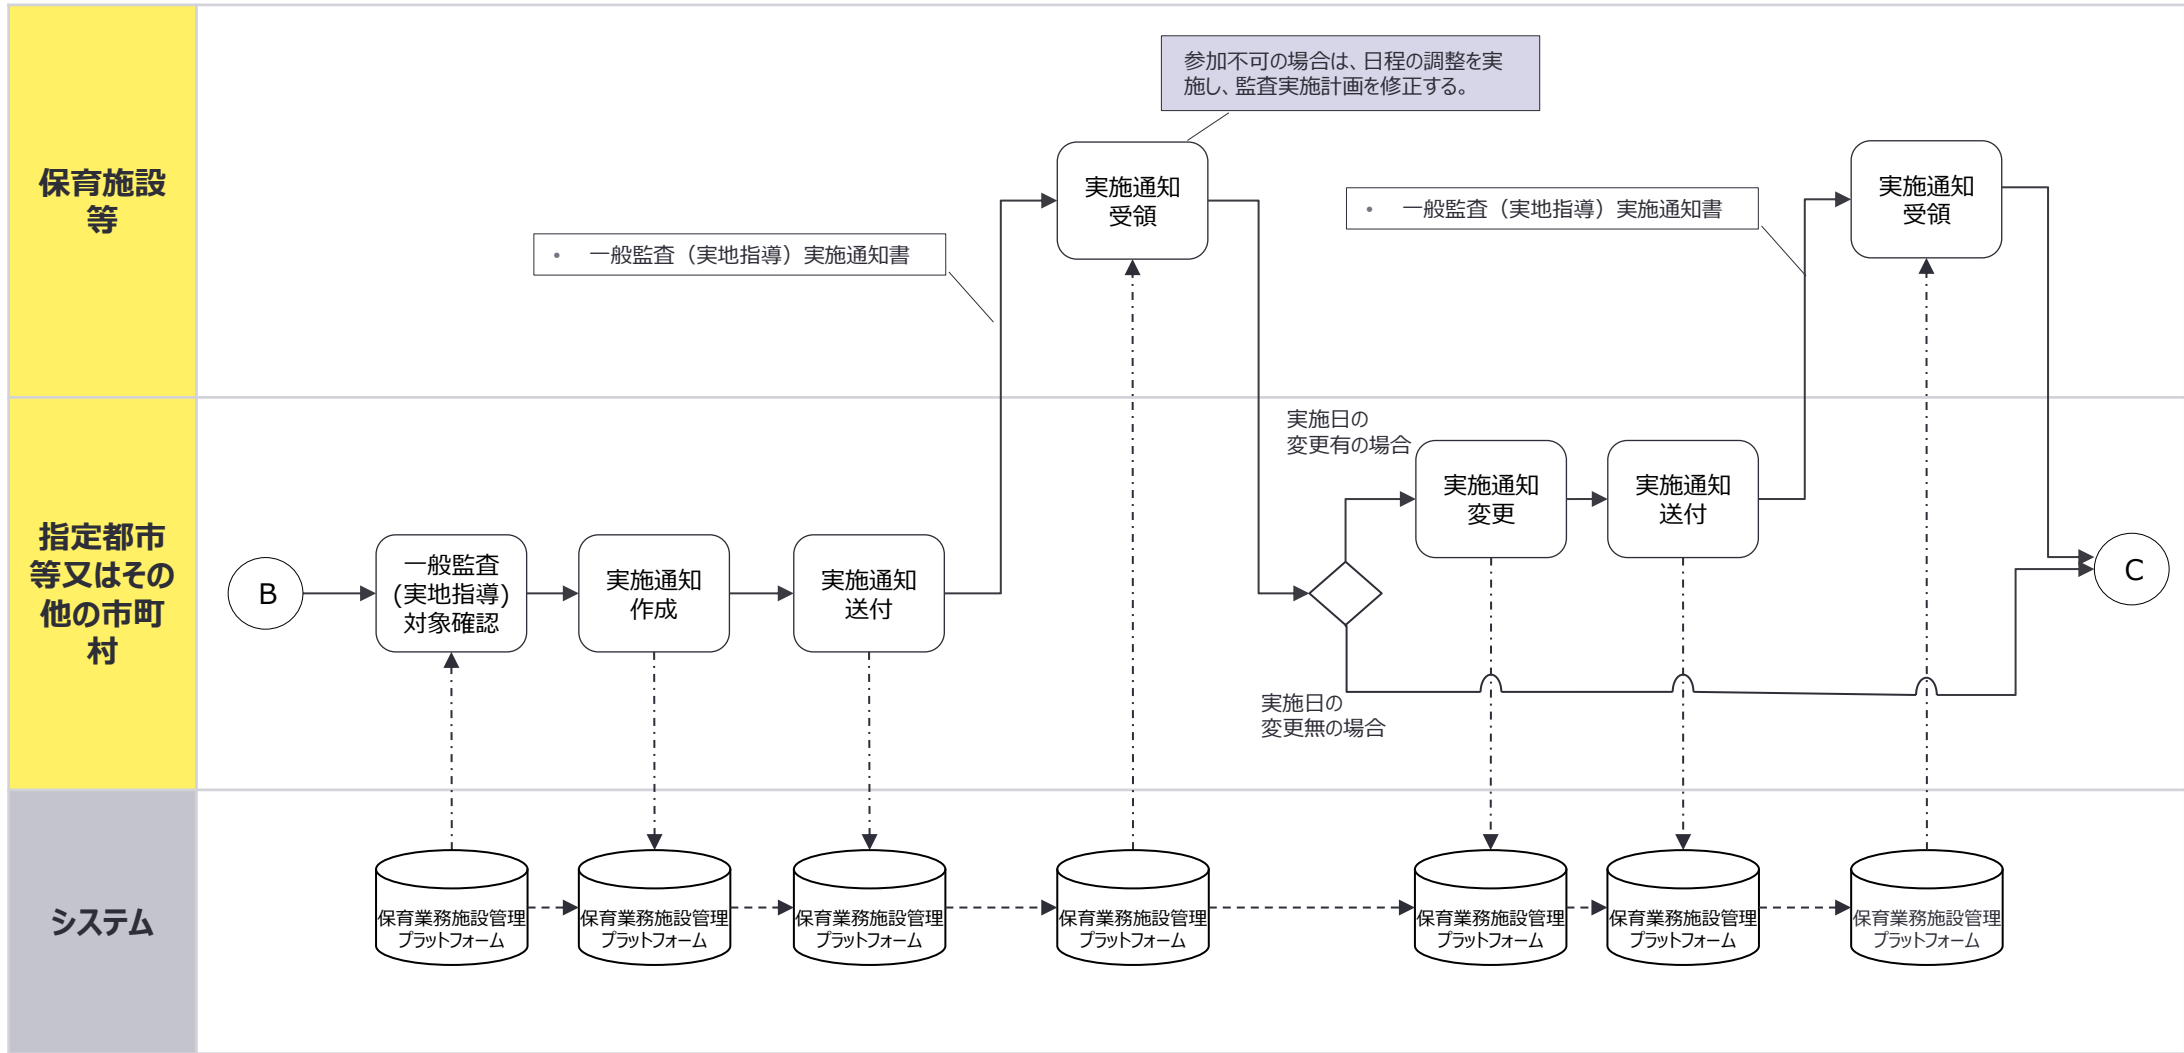 保育施設
等
参加不可の場合は、日程の調整を実
施し、監査実施計画を修正する。
実施通知
受領
• 一般監査（実地指導）実施通知書
• 一般監査（実地指導）実施通知書
実施通知
受領
指定都市
等又はその
他の市町
村
B
一般監査
(実地指導)
対象確認
実施通知
作成
実施通知
送付
実施日の
変更有の場合
実施通知
変更
実施通知
送付
実施日の
変更無の場合
C
システム
保育業務施設管理
プラットフォーム
保育業務施設管理
プラットフォーム
保育業務施設管理
プラットフォーム
保育業務施設管理
プラットフォーム
保育業務施設管理
プラットフォーム
保育業務施設管理
プラットフォーム
保育業務施設管理
プラットフォーム